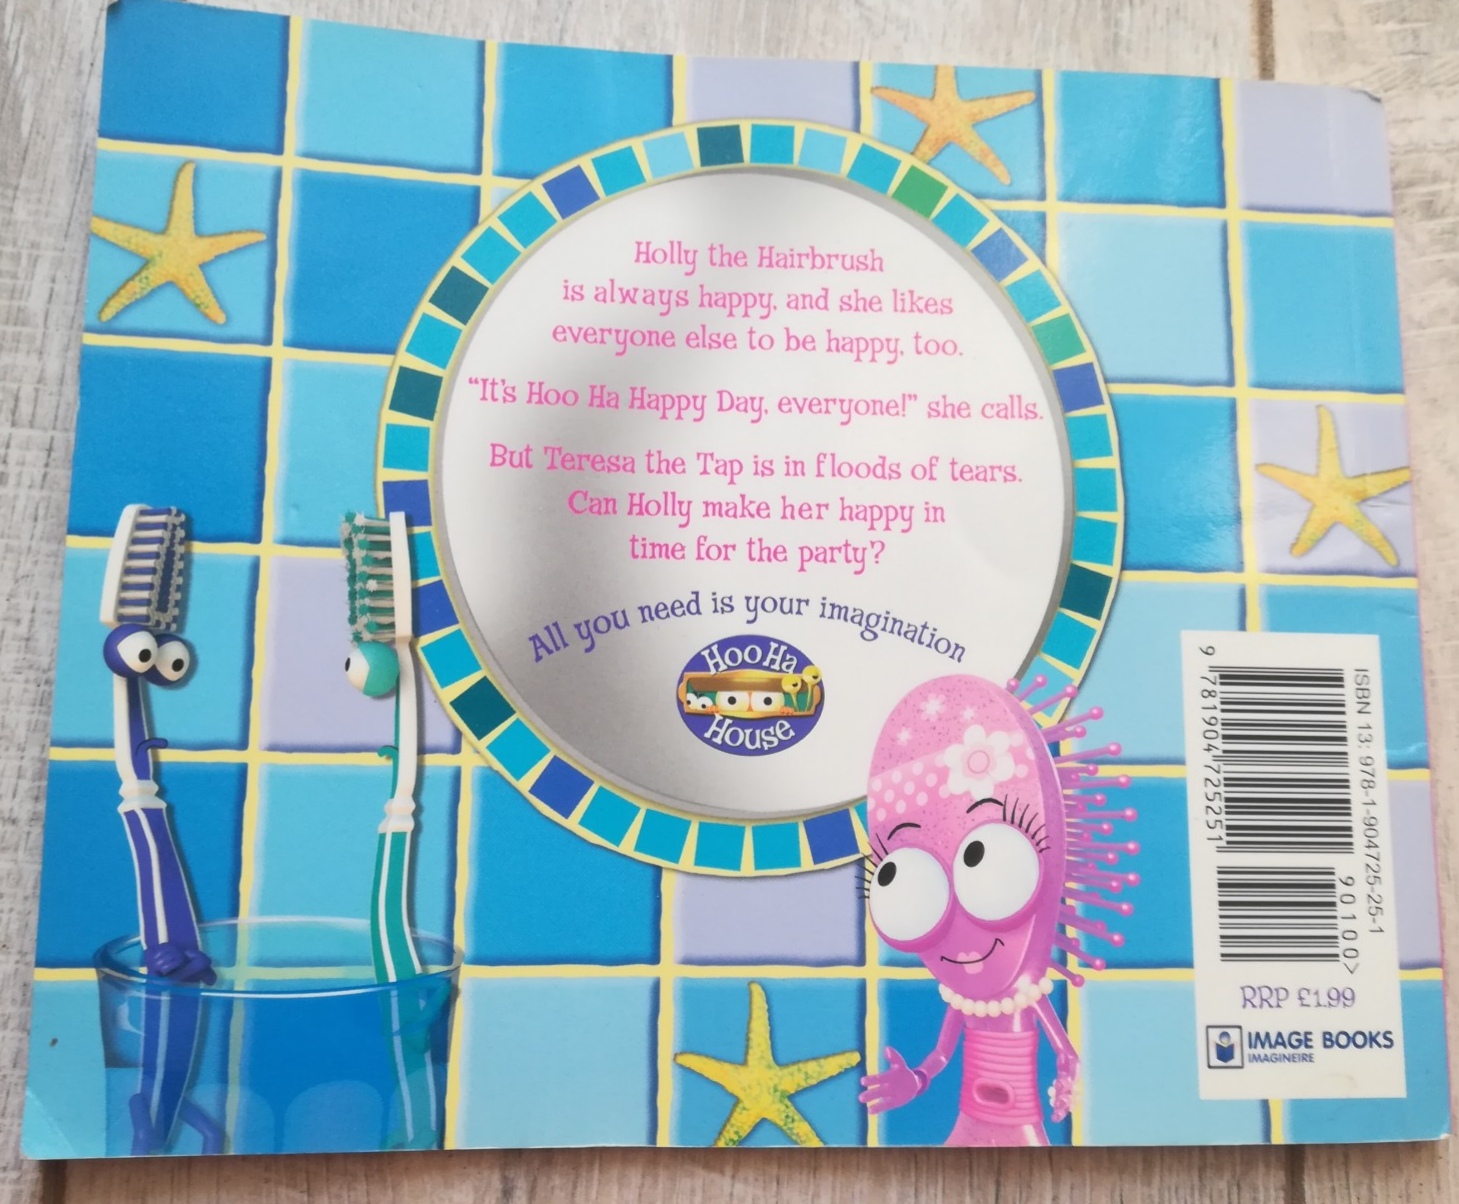 Holly the Hairbrush
is always happy, and she likes
everyone else to be happy, too.
“It's Hoo Ha Happy Day, everyone!” she calls.
But Teresa the Tap is in floods of tears.
Can Holly make her happy in
time for the party?
All you need is your imagination
Hoo Ha
House
ISBN 13: 978-1-904725-25-1
9 781904 725251
90100>
RRP £1.99
IMAGE BOOKS
IMAGINEIRE